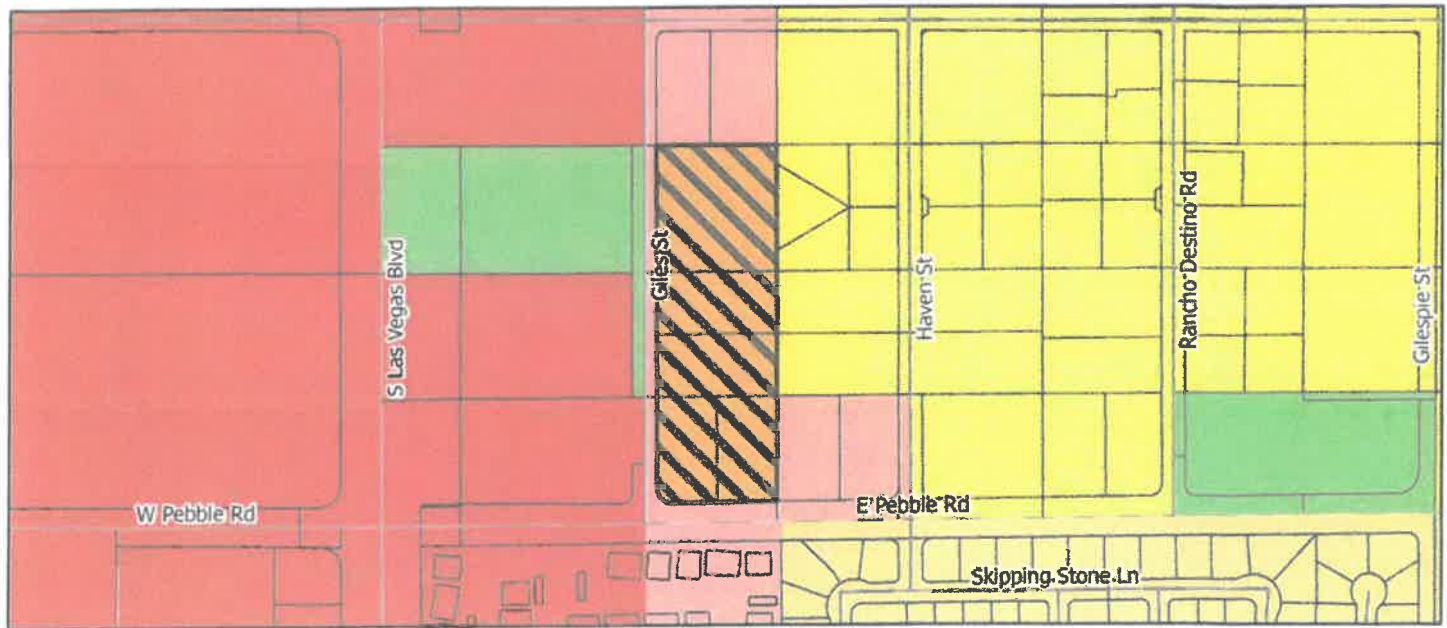 S Las Vegas Blvd
Giles St
Haven St
Rancho Destino Rd
Gilespie St
W Pebble Rd
E Pebble Rd
Skipping Stone Ln